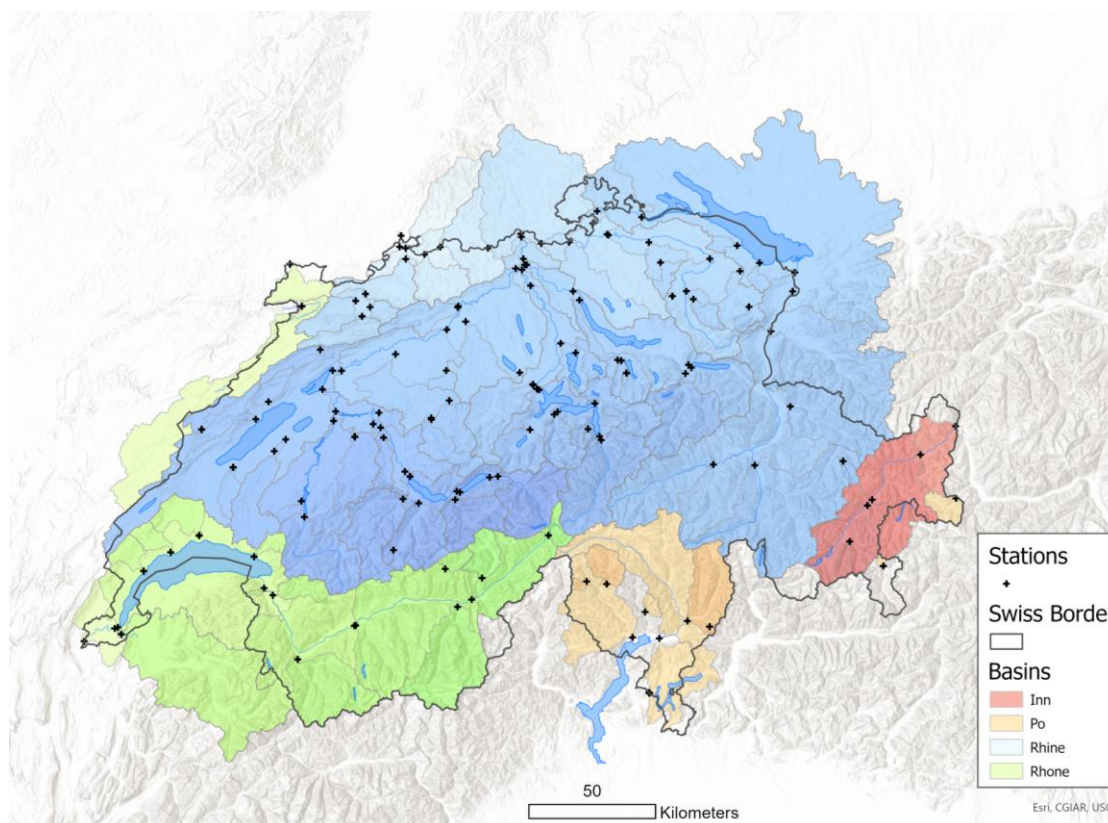 Stations
Swiss Borde
Basins
Inn
Po
Rhine
Rhone
50
Kilometers
Esri, CGIAR, USG